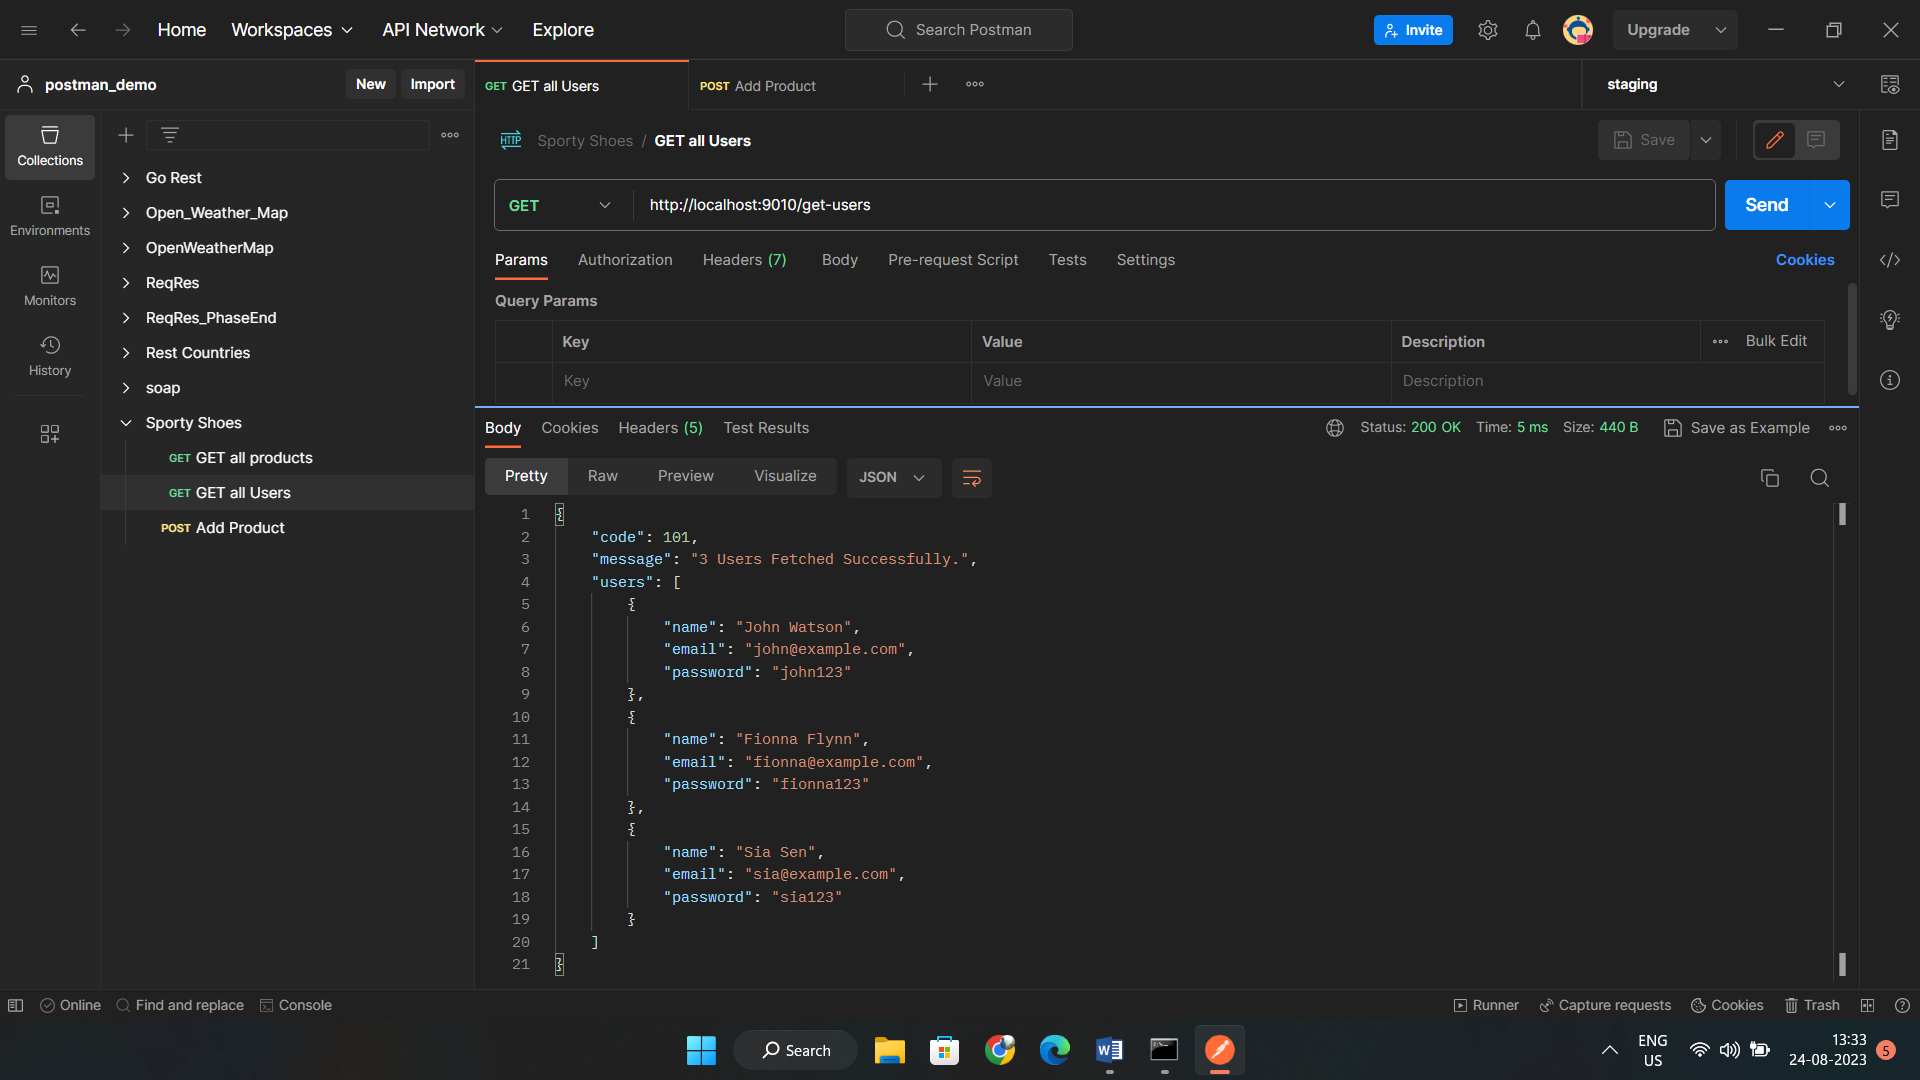 Home Workspaces API Network Explore Search Postman Invite Upgrade
postman_demo New Import GET GET all Users POST Add Product staging
HTTP Sporty Shoes / GET all Users Save
Collections
Environments
Monitors
History
Go Rest
Open_Weather_Map
OpenWeatherMap
ReqRes
ReqRes_PhaseEnd
Rest Countries
soap
Sporty Shoes
GET GET all products
GET GET all Users
POST Add Product
GET http://localhost:9010/get-users Send
Params Authorization Headers (7) Body Pre-request Script Tests Settings Cookies
Query Params
Key Value Description Bulk Edit
Key Value Description
Body Cookies Headers (5) Test Results Status: 200 OK Time: 5 ms Size: 440 B Save as Example
Pretty Raw Preview Visualize JSON
1 {
2 "code": 101,
3 "message": "3 Users Fetched Successfully.",
4 "users": [
5 {
6 "name": "John Watson",
7 "email": "john@example.com",
8 "password": "john123"
9 },
10 {
11 "name": "Fionna Flynn",
12 "email": "fionna@example.com",
13 "password": "fionna123"
14 },
15 {
16 "name": "Sia Sen",
17 "email": "sia@example.com",
18 "password": "sia123"
19 }
20 ]
21 }
Online Find and replace Console Runner Capture requests Cookies Trash
Search
ENG
US
13:33
24-08-2023
5